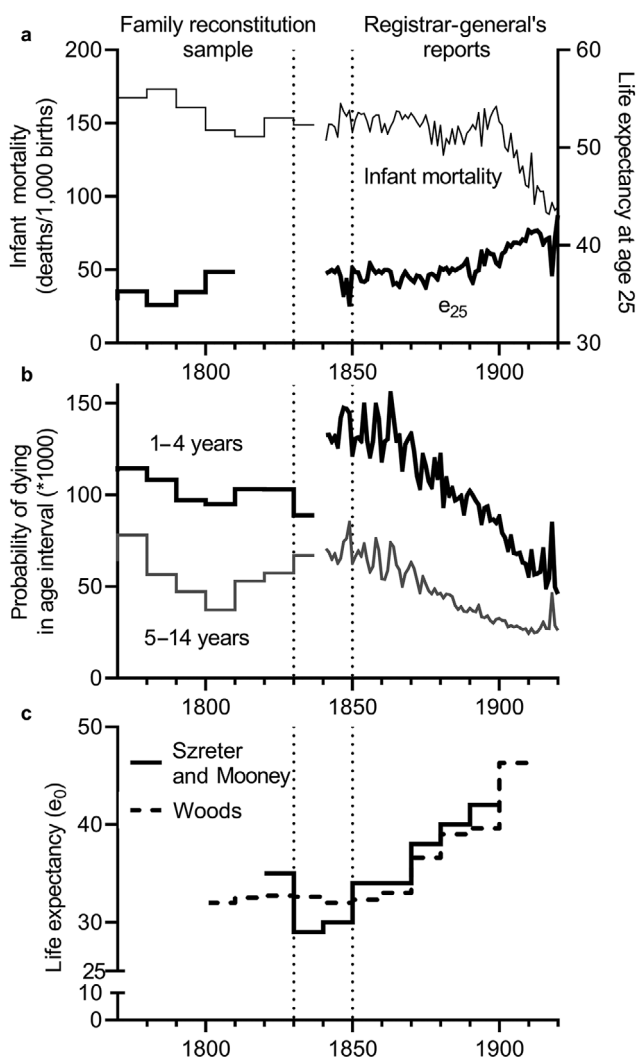 Family reconstitution
sample
Registrar-general's
reports
a
200
150
100
50
0
Infant mortality
(deaths/1,000 births)
60
50
40
30
Life expectancy at age 25
Infant mortality
e25
1800
1850
1900
b
150
100
50
0
Probability of dying
in age interval (*1000)
1–4 years
5–14 years
1800
1850
1900
c
50
40
30
25
10
0
Life expectancy (e0)
Szreter
and Mooney
Woods
1800
1850
1900